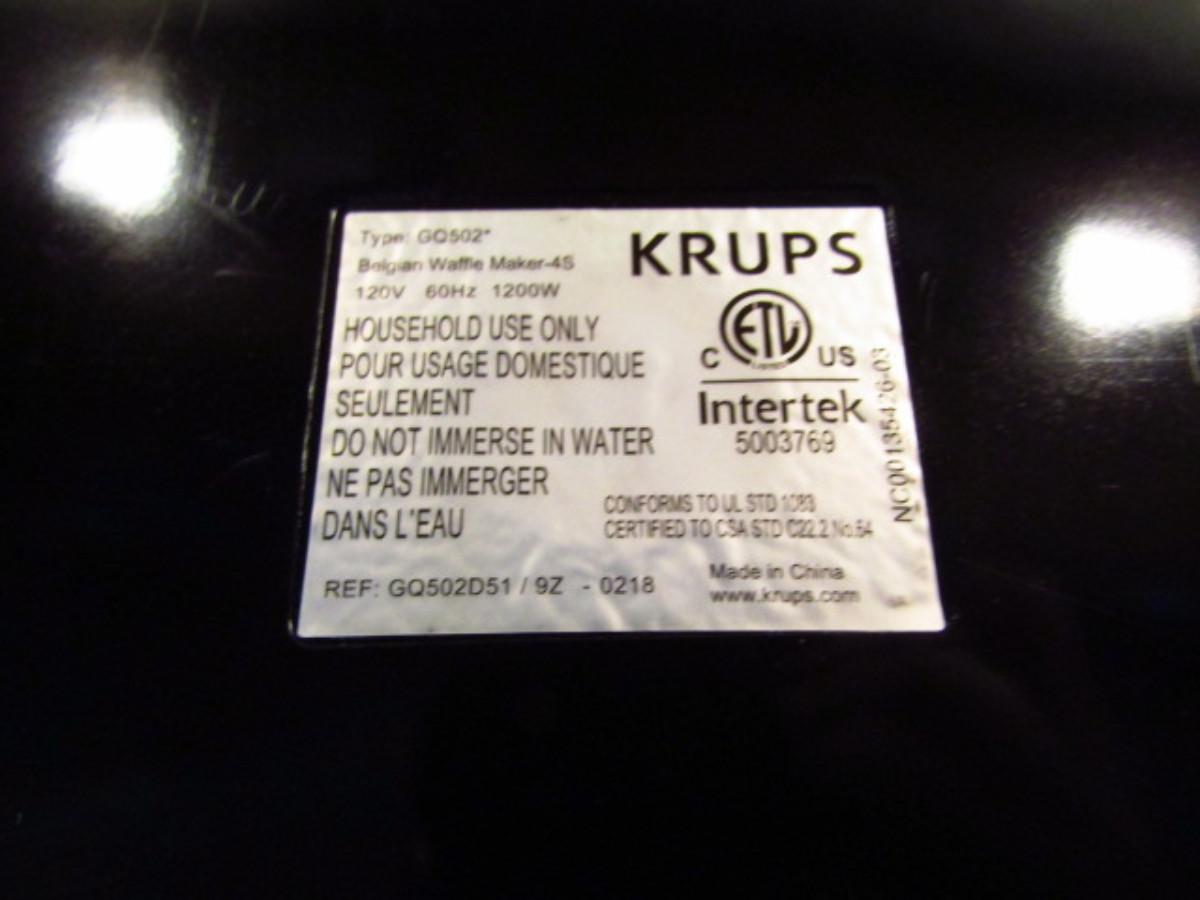 Type: GQ502*
Belgian Waffle Maker-4S
120V 60Hz 1200W
HOUSEHOLD USE ONLY
POUR USAGE DOMESTIQUE
SEULEMENT
DO NOT IMMERSE IN WATER
NE PAS IMMERGER
DANS L'EAU
REF: GQ502D51 / 9Z - 0218
KRUPS
ETL
C US
Intertek
5003769
CONFORMS TO UL STD 1083
CERTIFIED TO CSA STD C22.2 No.64
Made in China
www.krups.com
NC00135426-03